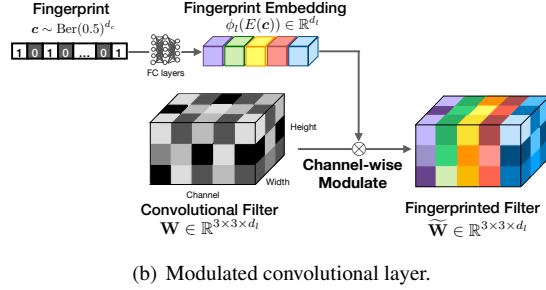 Fingerprint
c ∼ Ber(0.5)^{d_c}
1 0 1 0 ... 0 1
FC layers
Fingerprint Embedding
ϕ_l(E(c)) ∈ ℝ^{d_l}
Height
Width
Channel
Convolutional Filter
W ∈ ℝ^{3×3×d_l}
⊗
Channel-wise
Modulate
Fingerprinted Filter
W̃ ∈ ℝ^{3×3×d_l}
(b) Modulated convolutional layer.